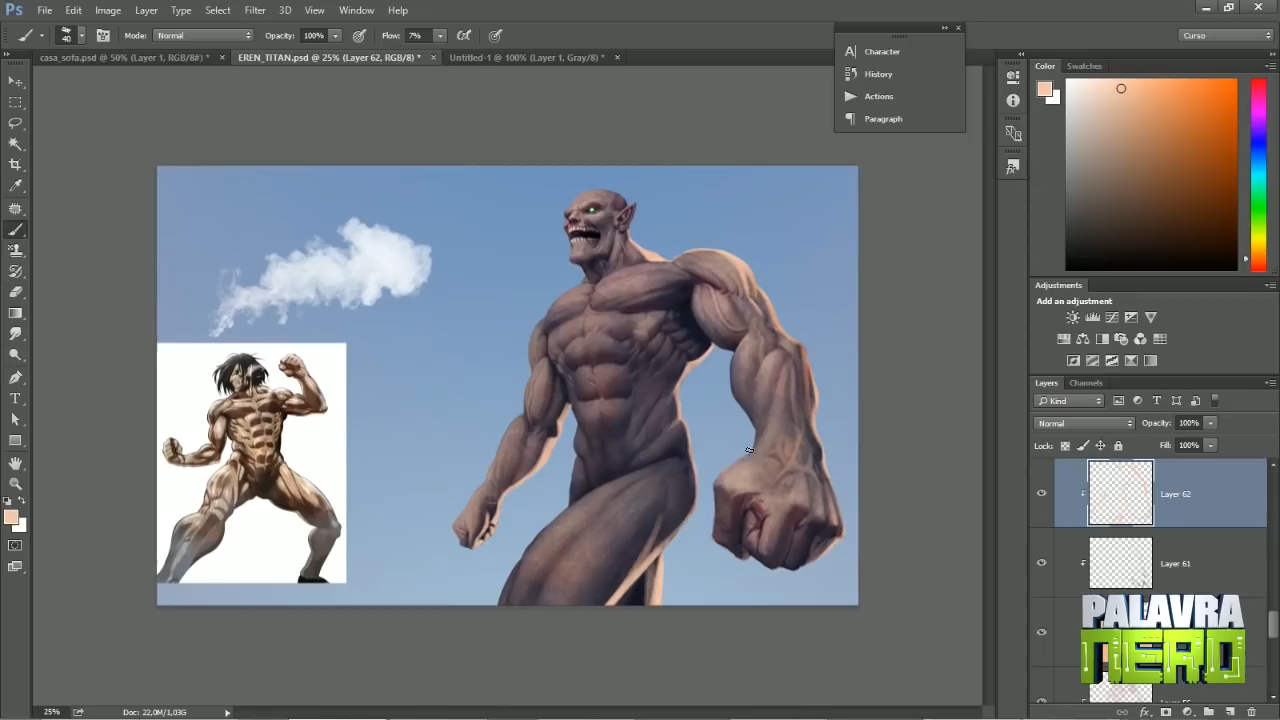 Ps File Edit Image Layer Type Select Filter 3D View Window Help
40 Mode: Normal Opacity: 100% Flow: 7% Curso
casa_sofa.psd @ 50% (Layer 1, RGB/8#) * × EREN_TITAN.psd @ 25% (Layer 62, RGB/8) * × Untitled-1 @ 100% (Layer 1, Gray/8) * ×
Character
History
Actions
Paragraph
Color Swatches
Adjustments
Add an adjustment
Layers Channels
Kind
Normal Opacity: 100%
Lock: Fill: 100%
Layer 62
Layer 61
PALAVRA
NERD
25% Doc: 22,0M/1,03G